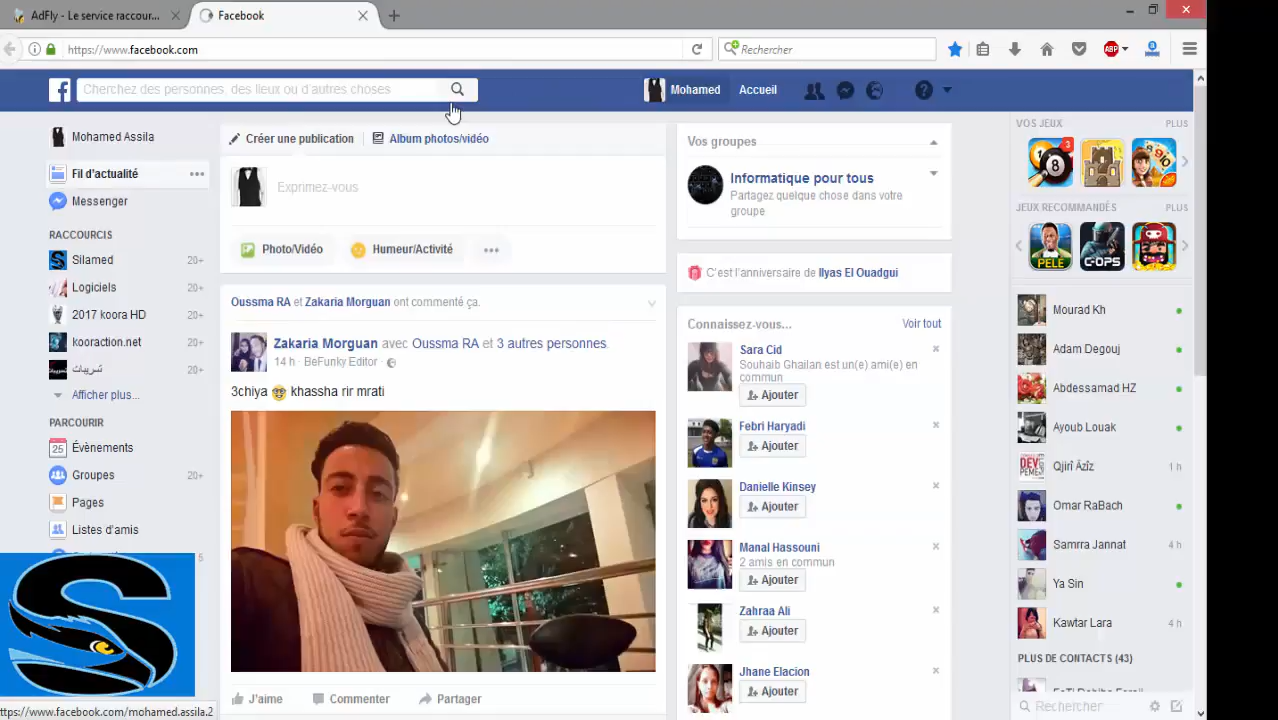 AdFly - Le service raccour...
Facebook
https://www.facebook.com
Rechercher
ABP
Cherchez des personnes, des lieux ou d'autres choses
Mohamed
Accueil
Mohamed Assila
Fil d'actualité
Messenger
RACCOURCIS
Silamed 20+
Logiciels 20+
2017 koora HD 20+
kooraction.net 20+
تسريبات 20+
Afficher plus...
PARCOURIR
25 Évènements
Groupes 20+
Pages
Listes d'amis
5
Créer une publication
Album photos/vidéo
Exprimez-vous
Photo/Vidéo
Humeur/Activité
Oussma RA et Zakaria Morguan ont commenté ça.
Zakaria Morguan avec Oussma RA et 3 autres personnes.
14 h · BeFunky Editor ·
3chiya 🤓 khassha rir mrati
J'aime
Commenter
Partager
Vos groupes
Informatique pour tous
Partagez quelque chose dans votre
groupe
C'est l'anniversaire de Ilyas El Ouadgui
Connaissez-vous...
Voir tout
Sara Cid
Souhaib Ghailan est un(e) ami(e) en
commun
Ajouter
Febri Haryadi
Ajouter
Danielle Kinsey
Ajouter
Manal Hassouni
2 amis en commun
Ajouter
Zahraa Ali
Ajouter
Jhane Elacion
Ajouter
VOS JEUX
PLUS
3
8
JEUX RECOMMANDÉS
PLUS
PELE
C-OPS
Mourad Kh
Adam Degouj
Abdessamad HZ
Ayoub Louak
Qjirî Äzîz 1 h
Omar RaBach
Samrra Jannat 4 h
Ya Sin
Kawtar Lara 4 h
PLUS DE CONTACTS (43)
Rechercher
https://www.facebook.com/mohamed.assila.2